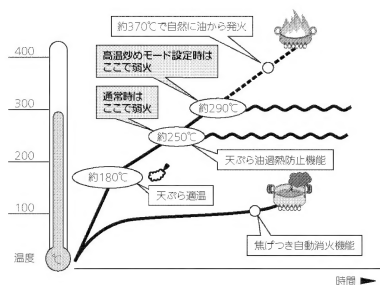 約370℃で自然に油から発火
400
高温炒めモード設定時は
ここで弱火
300
通常時は
ここで弱火
約290℃
約250℃
200
天ぷら油過熱防止機能
約180℃
天ぷら適温
100
焦げつき自動消火機能
温度
℃
時間